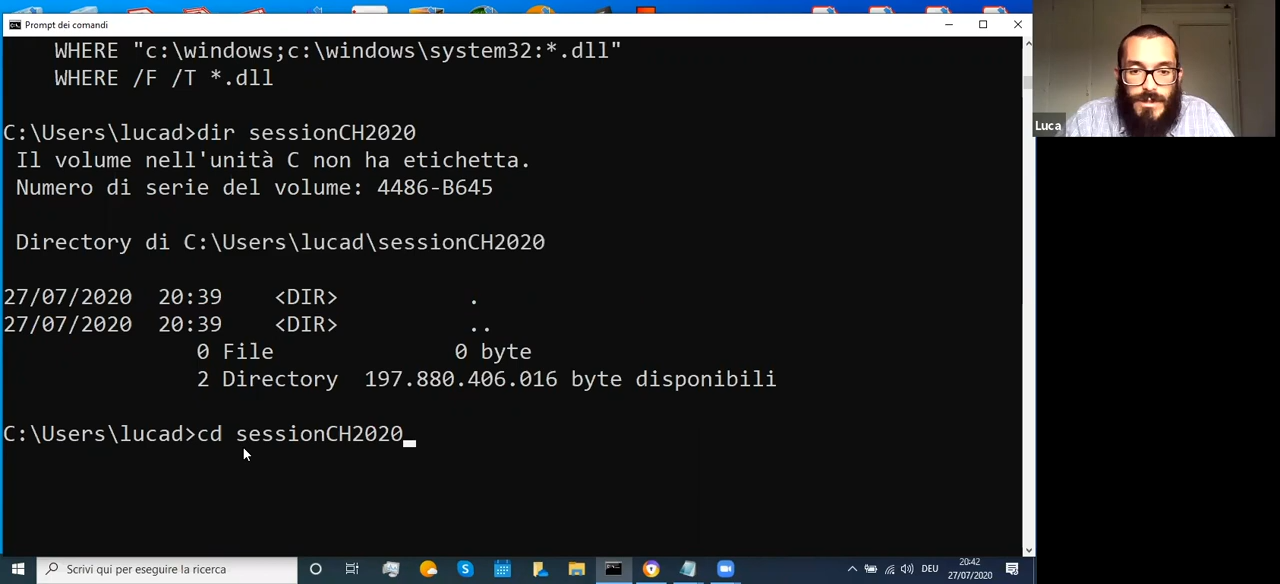 Prompt dei comandi
WHERE "c:\windows;c:\windows\system32:*.dll"
WHERE /F /T *.dll
C:\Users\lucad>dir sessionCH2020
Il volume nell'unità C non ha etichetta.
Numero di serie del volume: 4486-B645
Directory di C:\Users\lucad\sessionCH2020
27/07/2020 20:39 <DIR> .
27/07/2020 20:39 <DIR> ..
0 File 0 byte
2 Directory 197.880.406.016 byte disponibili
C:\Users\lucad>cd sessionCH2020
Luca
Scrivi qui per eseguire la ricerca
DEU
20:42
27/07/2020